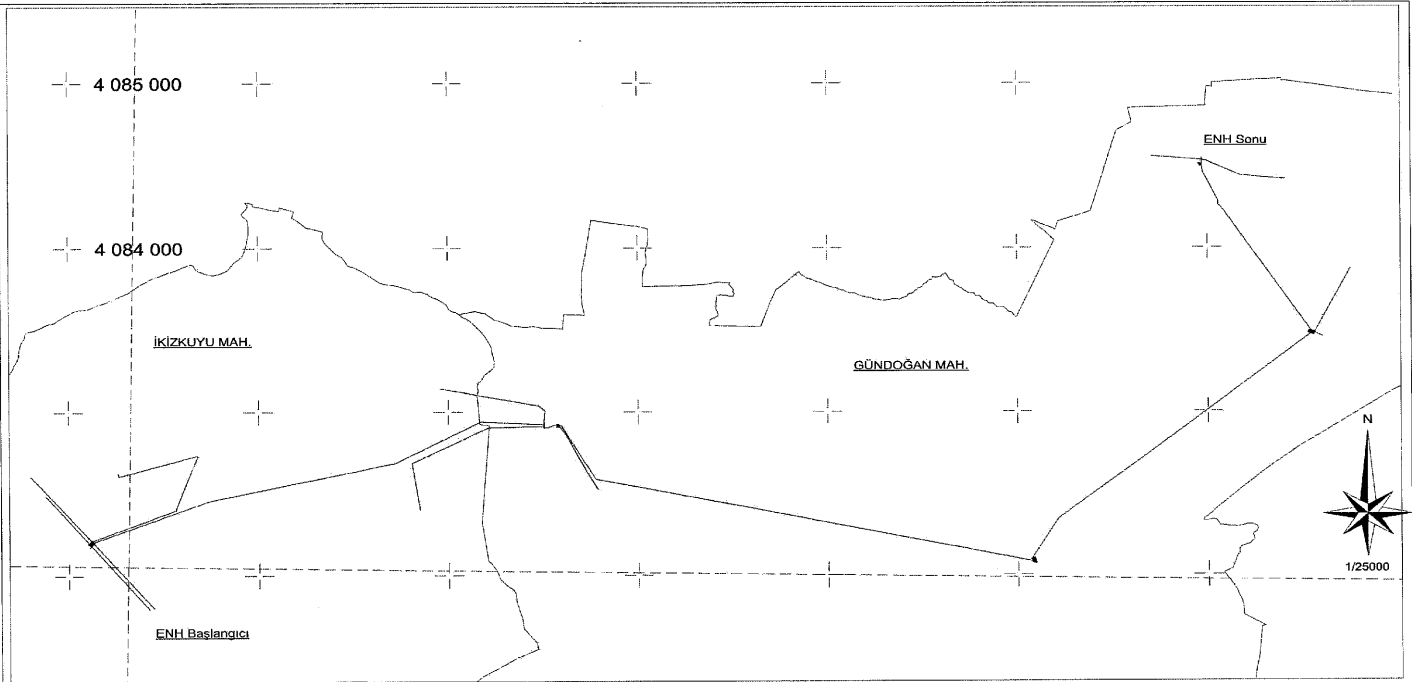 4 085 000
ENH Sonu
4 084 000
İKİZKUYU MAH.
GÜNDOĞAN MAH.
N
1/25000
ENH Başlangıcı